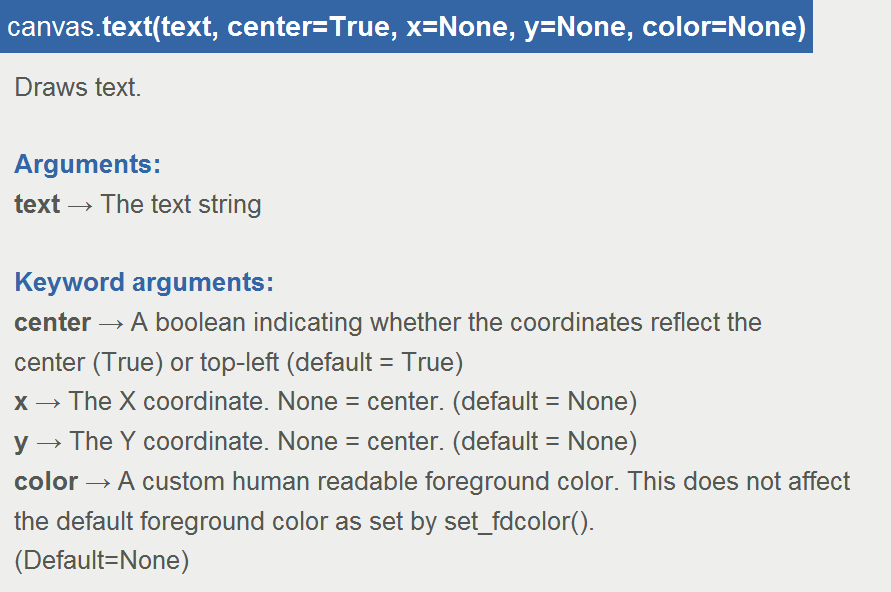 canvas.text(text, center=True, x=None, y=None, color=None)
Draws text.
Arguments:
text → The text string
Keyword arguments:
center → A boolean indicating whether the coordinates reflect the
center (True) or top-left (default = True)
x → The X coordinate. None = center. (default = None)
y → The Y coordinate. None = center. (default = None)
color → A custom human readable foreground color. This does not affect
the default foreground color as set by set_fdcolor().
(Default=None)